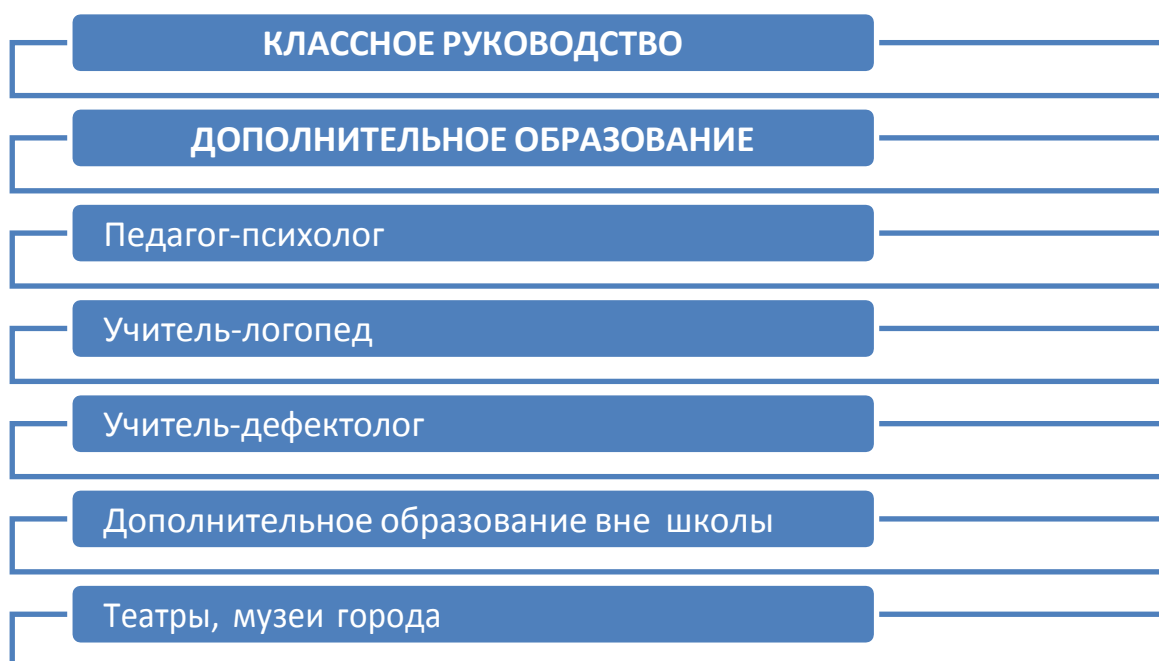 КЛАССНОЕ РУКОВОДСТВО
ДОПОЛНИТЕЛЬНОЕ ОБРАЗОВАНИЕ
Педагог-психолог
Учитель-логопед
Учитель-дефектолог
Дополнительное образование вне школы
Театры, музеи города